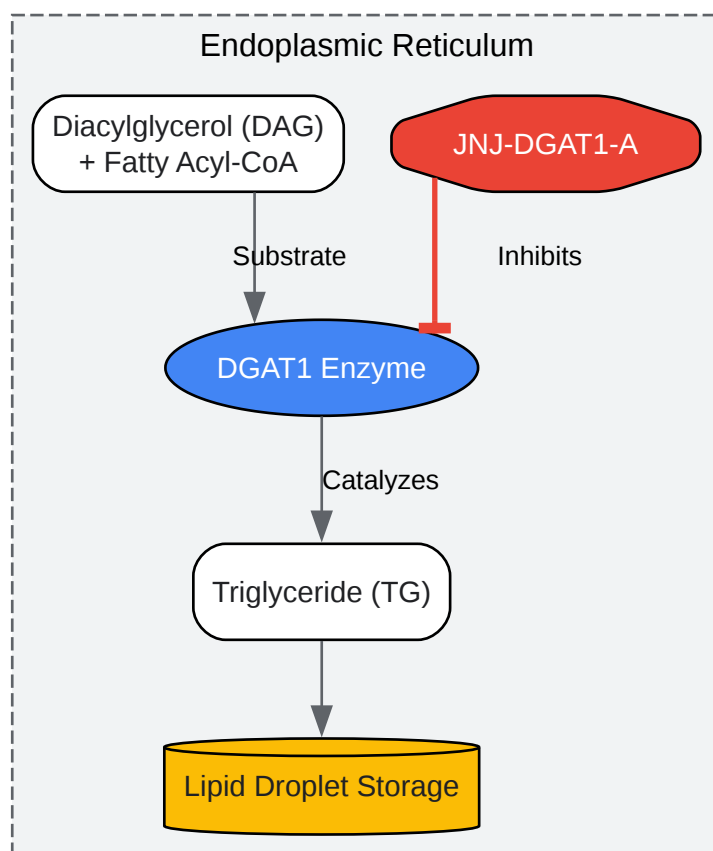 Endoplasmic Reticulum
Diacylglycerol (DAG)
+ Fatty Acyl-CoA
JNJ-DGAT1-A
Substrate
Inhibits
DGAT1 Enzyme
Catalyzes
Triglyceride (TG)
Lipid Droplet Storage